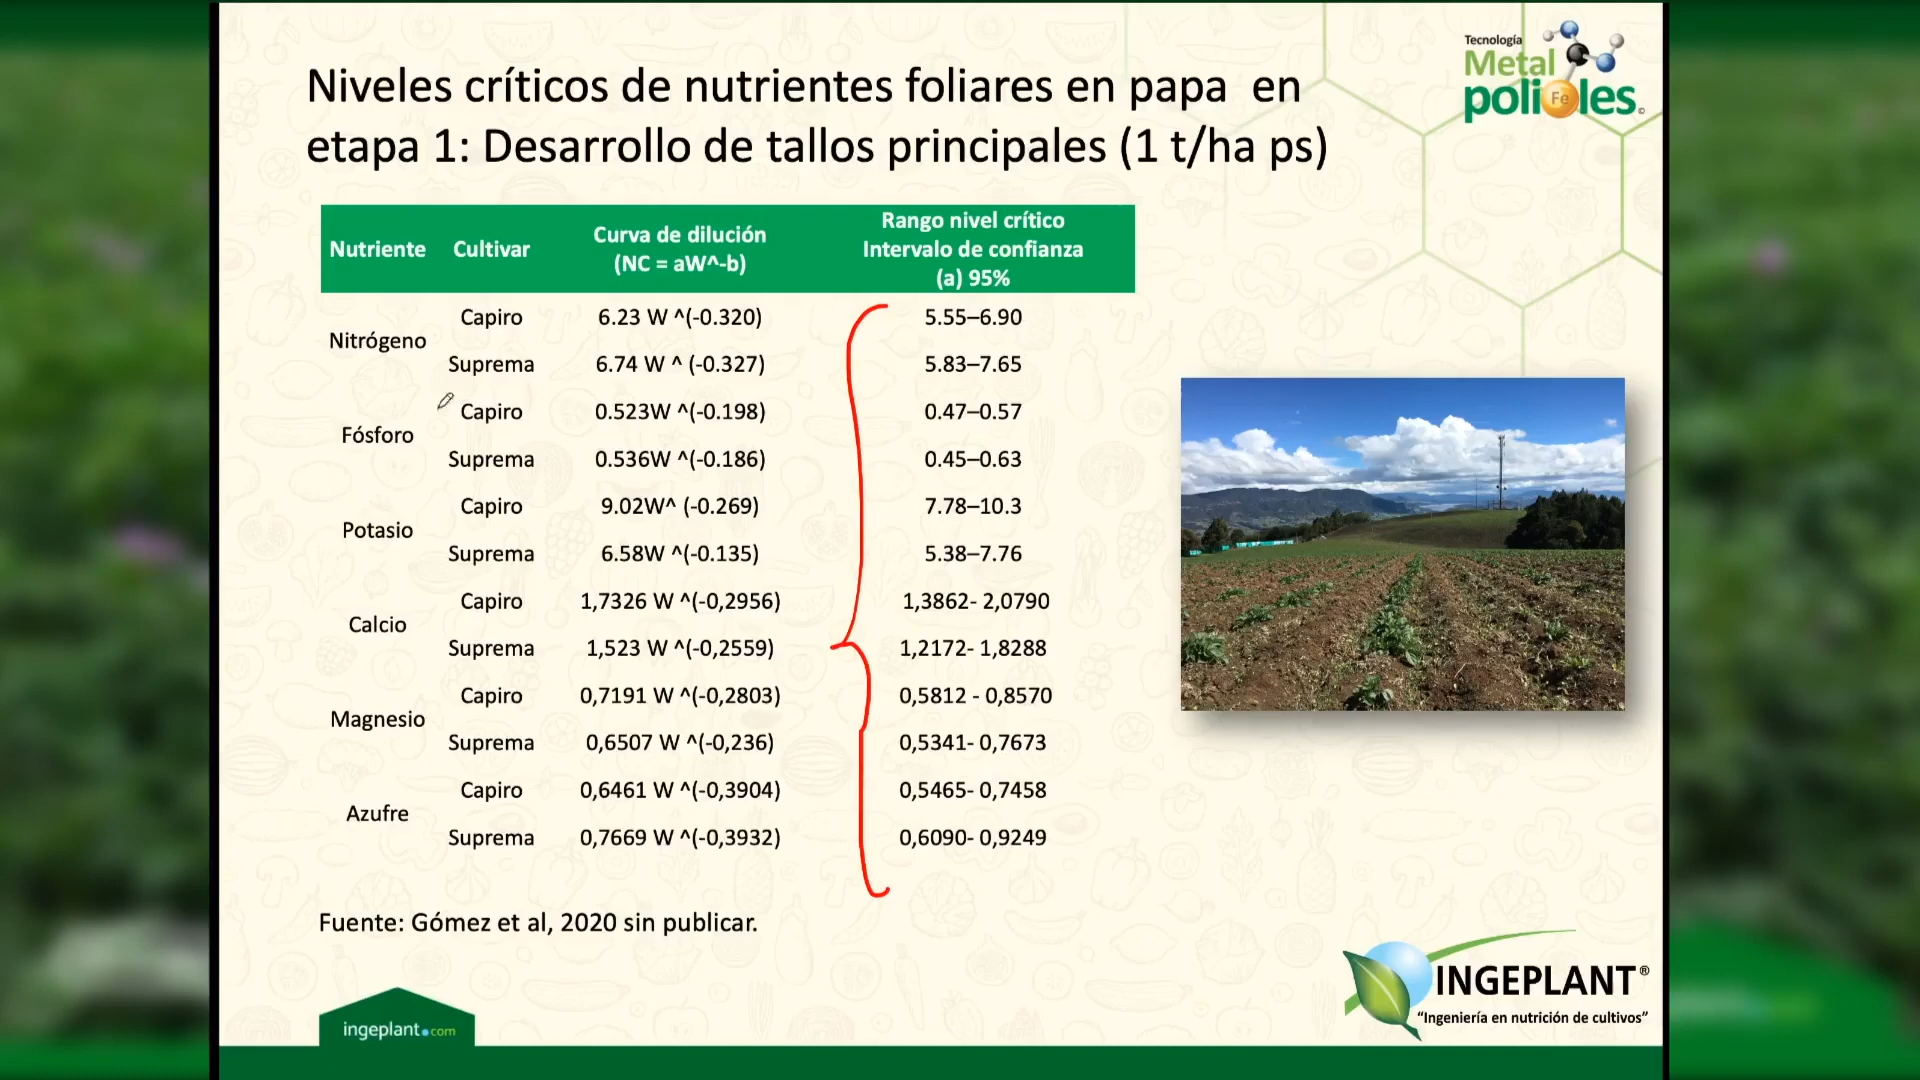 Niveles críticos de nutrientes foliares en papa en
etapa 1: Desarrollo de tallos principales (1 t/ha ps)
Tecnología
Metal
polioles
Fe
©
Nutriente Cultivar Curva de dilución (NC = aW^-b) Rango nivel crítico Intervalo de confianza (a) 95%
Nitrógeno
Capiro 6.23 W ^(-0.320) 5.55–6.90
Suprema 6.74 W ^ (-0.327) 5.83–7.65
Fósforo
Capiro 0.523W ^(-0.198) 0.47–0.57
Suprema 0.536W ^(-0.186) 0.45–0.63
Potasio
Capiro 9.02W^ (-0.269) 7.78–10.3
Suprema 6.58W ^(-0.135) 5.38–7.76
Calcio
Capiro 1,7326 W ^(-0,2956) 1,3862- 2,0790
Suprema 1,523 W ^(-0,2559) 1,2172- 1,8288
Magnesio
Capiro 0,7191 W ^(-0,2803) 0,5812 - 0,8570
Suprema 0,6507 W ^(-0,236) 0,5341- 0,7673
Azufre
Capiro 0,6461 W ^(-0,3904) 0,5465- 0,7458
Suprema 0,7669 W ^(-0,3932) 0,6090- 0,9249
Fuente: Gómez et al, 2020 sin publicar.
ingeplant.com
INGEPLANT®
“Ingeniería en nutrición de cultivos”